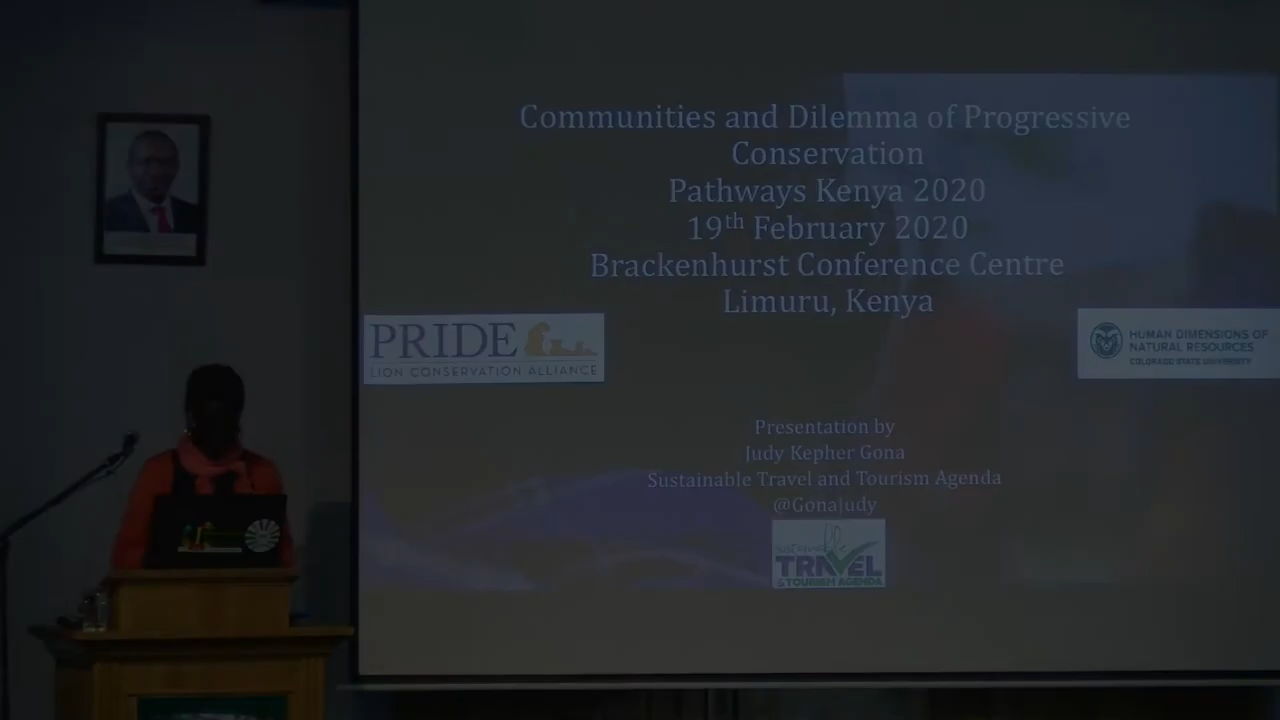 Communities and Dilemma of Progressive
Conservation
Pathways Kenya 2020
19th February 2020
Brackenhurst Conference Centre
Limuru, Kenya
PRIDE
LION CONSERVATION ALLIANCE
HUMAN DIMENSIONS OF
NATURAL RESOURCES
COLORADO STATE UNIVERSITY
Presentation by
Judy Kepher Gona
Sustainable Travel and Tourism Agenda
@GonaJudy
sustainable
TRAVEL
& TOURISM AGENDA